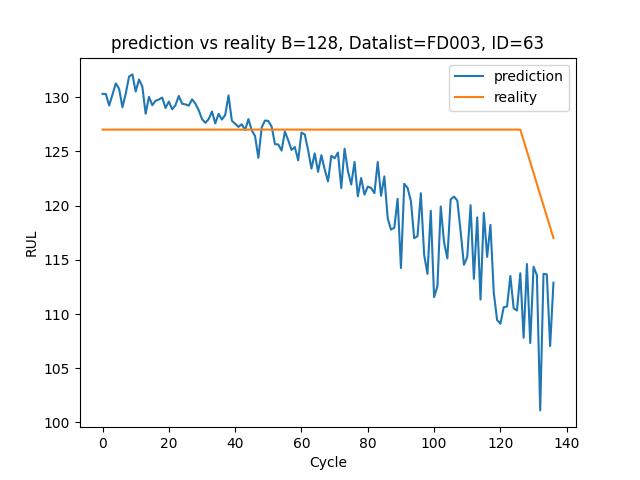 prediction vs reality B=128, Datalist=FD003, ID=63
prediction
reality
130
125
120
115
110
105
100
RUL
0 20 40 60 80 100 120 140
Cycle